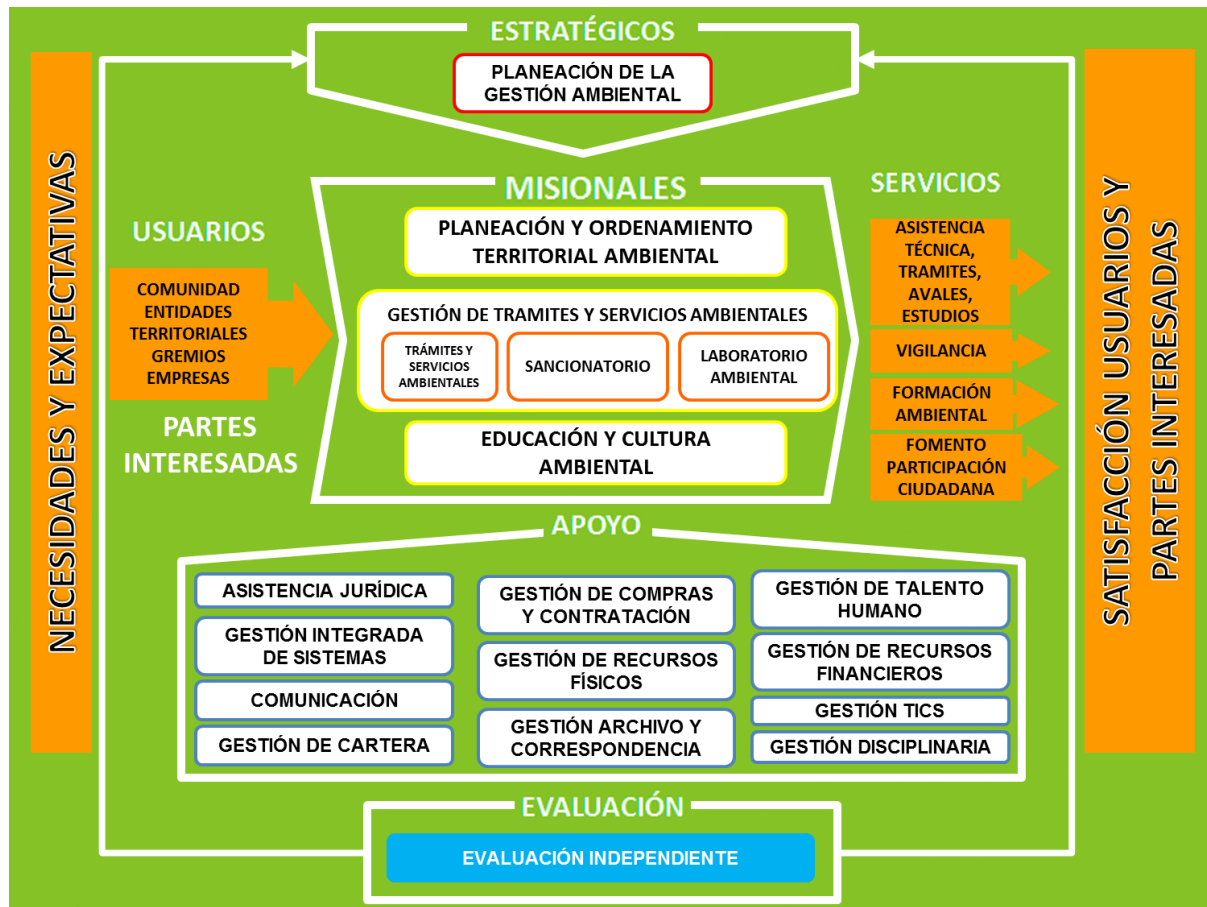 ESTRATÉGICOS
PLANEACIÓN DE LA
GESTIÓN AMBIENTAL
NECESIDADES Y EXPECTATIVAS
USUARIOS
COMUNIDAD
ENTIDADES
TERRITORIALES
GREMIOS
EMPRESAS
PARTES
INTERESADAS
MISIONALES
PLANEACIÓN Y ORDENAMIENTO
TERRITORIAL AMBIENTAL
GESTIÓN DE TRAMITES Y SERVICIOS AMBIENTALES
TRÁMITES Y
SERVICIOS
AMBIENTALES
SANCIONATORIO
LABORATORIO
AMBIENTAL
EDUCACIÓN Y CULTURA
AMBIENTAL
SERVICIOS
ASISTENCIA
TÉCNICA,
TRAMITES,
AVALES,
ESTUDIOS
VIGILANCIA
FORMACIÓN
AMBIENTAL
FOMENTO
PARTICIPACIÓN
CIUDADANA
SATISFACCIÓN USUARIOS Y
PARTES INTERESADAS
APOYO
ASISTENCIA JURÍDICA
GESTIÓN INTEGRADA
DE SISTEMAS
COMUNICACIÓN
GESTIÓN DE CARTERA
GESTIÓN DE COMPRAS
Y CONTRATACIÓN
GESTIÓN DE RECURSOS
FÍSICOS
GESTIÓN ARCHIVO Y
CORRESPONDENCIA
GESTIÓN DE TALENTO
HUMANO
GESTIÓN DE RECURSOS
FINANCIEROS
GESTIÓN TICS
GESTIÓN DISCIPLINARIA
EVALUACIÓN
EVALUACIÓN INDEPENDIENTE